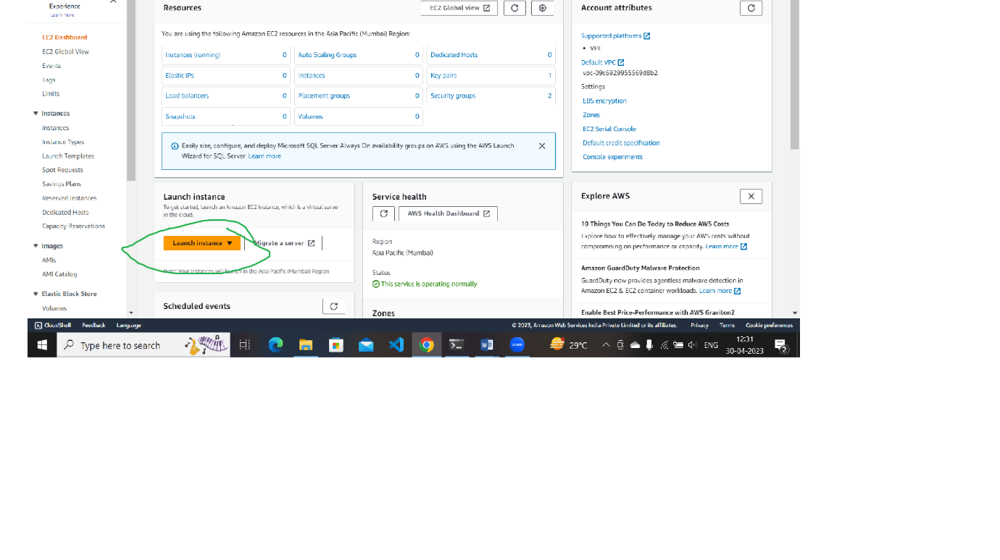 Experience
Learn more
EC2 Dashboard
EC2 Global View
Events
Tags
Limits
Instances
Instances
Instance Types
Launch Templates
Spot Requests
Savings Plans
Reserved Instances
Dedicated Hosts
Capacity Reservations
Images
AMIs
AMI Catalog
Elastic Block Store
Volumes
Resources
EC2 Global view
You are using the following Amazon EC2 resources in the Asia Pacific (Mumbai) Region:
Instances (running) 0 Auto Scaling Groups 0 Dedicated Hosts 0
Elastic IPs 0 Instances 0 Key pairs 1
Load balancers 0 Placement groups 0 Security groups 2
Snapshots 0 Volumes 0
Easily size, configure, and deploy Microsoft SQL Server Always On availability groups on AWS using the AWS Launch
Wizard for SQL Server. Learn more
Launch instance
To get started, launch an Amazon EC2 instance, which is a virtual server
in the cloud.
Launch instance Migrate a server
Note: Your instances will launch in the Asia Pacific (Mumbai) Region
Scheduled events
Service health
AWS Health Dashboard
Region
Asia Pacific (Mumbai)
Status
This service is operating normally
Zones
Account attributes
Supported platforms
• VPC
Default VPC
vpc-09c6929955569d8b2
Settings
EBS encryption
Zones
EC2 Serial Console
Default credit specification
Console experiments
Explore AWS
10 Things You Can Do Today to Reduce AWS Costs
Explore how to effectively manage your AWS costs without
compromising on performance or capacity. Learn more
Amazon GuardDuty Malware Protection
GuardDuty now provides agentless malware detection in
Amazon EC2 & EC2 container workloads. Learn more
Enable Best Price-Performance with AWS Graviton2
CloudShell Feedback Language © 2023, Amazon Web Services India Private Limited or its affiliates. Privacy Terms Cookie preferences
Type here to search
zoom
29°C
ENG
12:31
30-04-2023
2